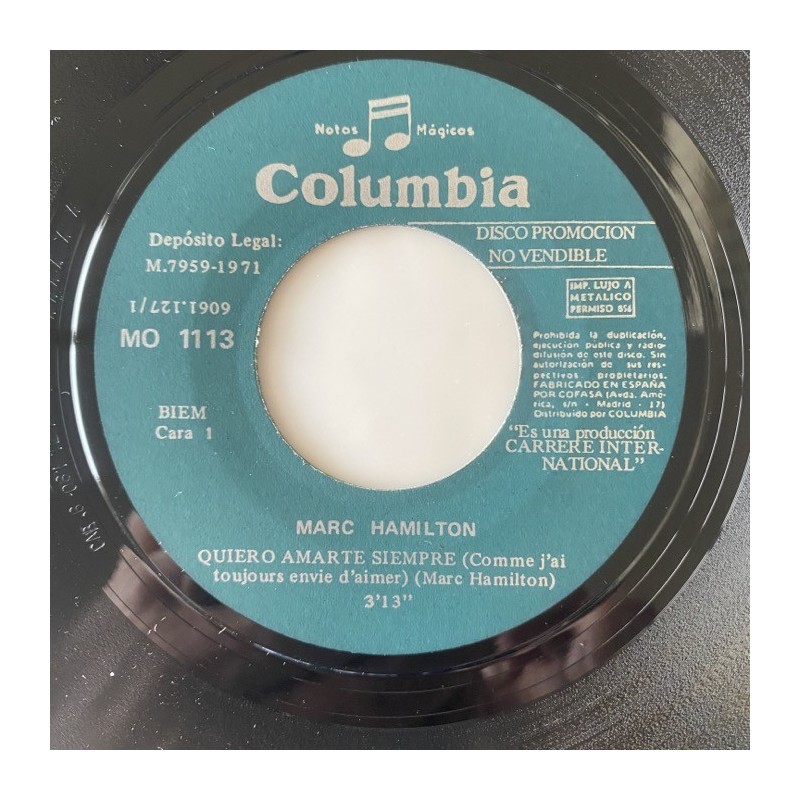 Notas Mágicas
Columbia
Depósito Legal:
M.7959-1971
6061.127/1
MO 1113
BIEM
Cara 1
DISCO PROMOCION
NO VENDIBLE
IMP. LUJO A
METALICO
PERMISO 054
Prohibida la duplicación,
ejecución pública y radio-
difusión de este disco. Sin
autorización de sus res-
pectivos propietarios.
FABRICADO EN ESPAÑA
POR COFASA (Avda. Amé-
rica, s/n - Madrid - 17)
Distribuido por COLUMBIA
"Es una producción
CARRERE INTER-
NATIONAL"
MARC HAMILTON
QUIERO AMARTE SIEMPRE (Comme j'ai
toujours envie d'aimer) (Marc Hamilton)
3'13"